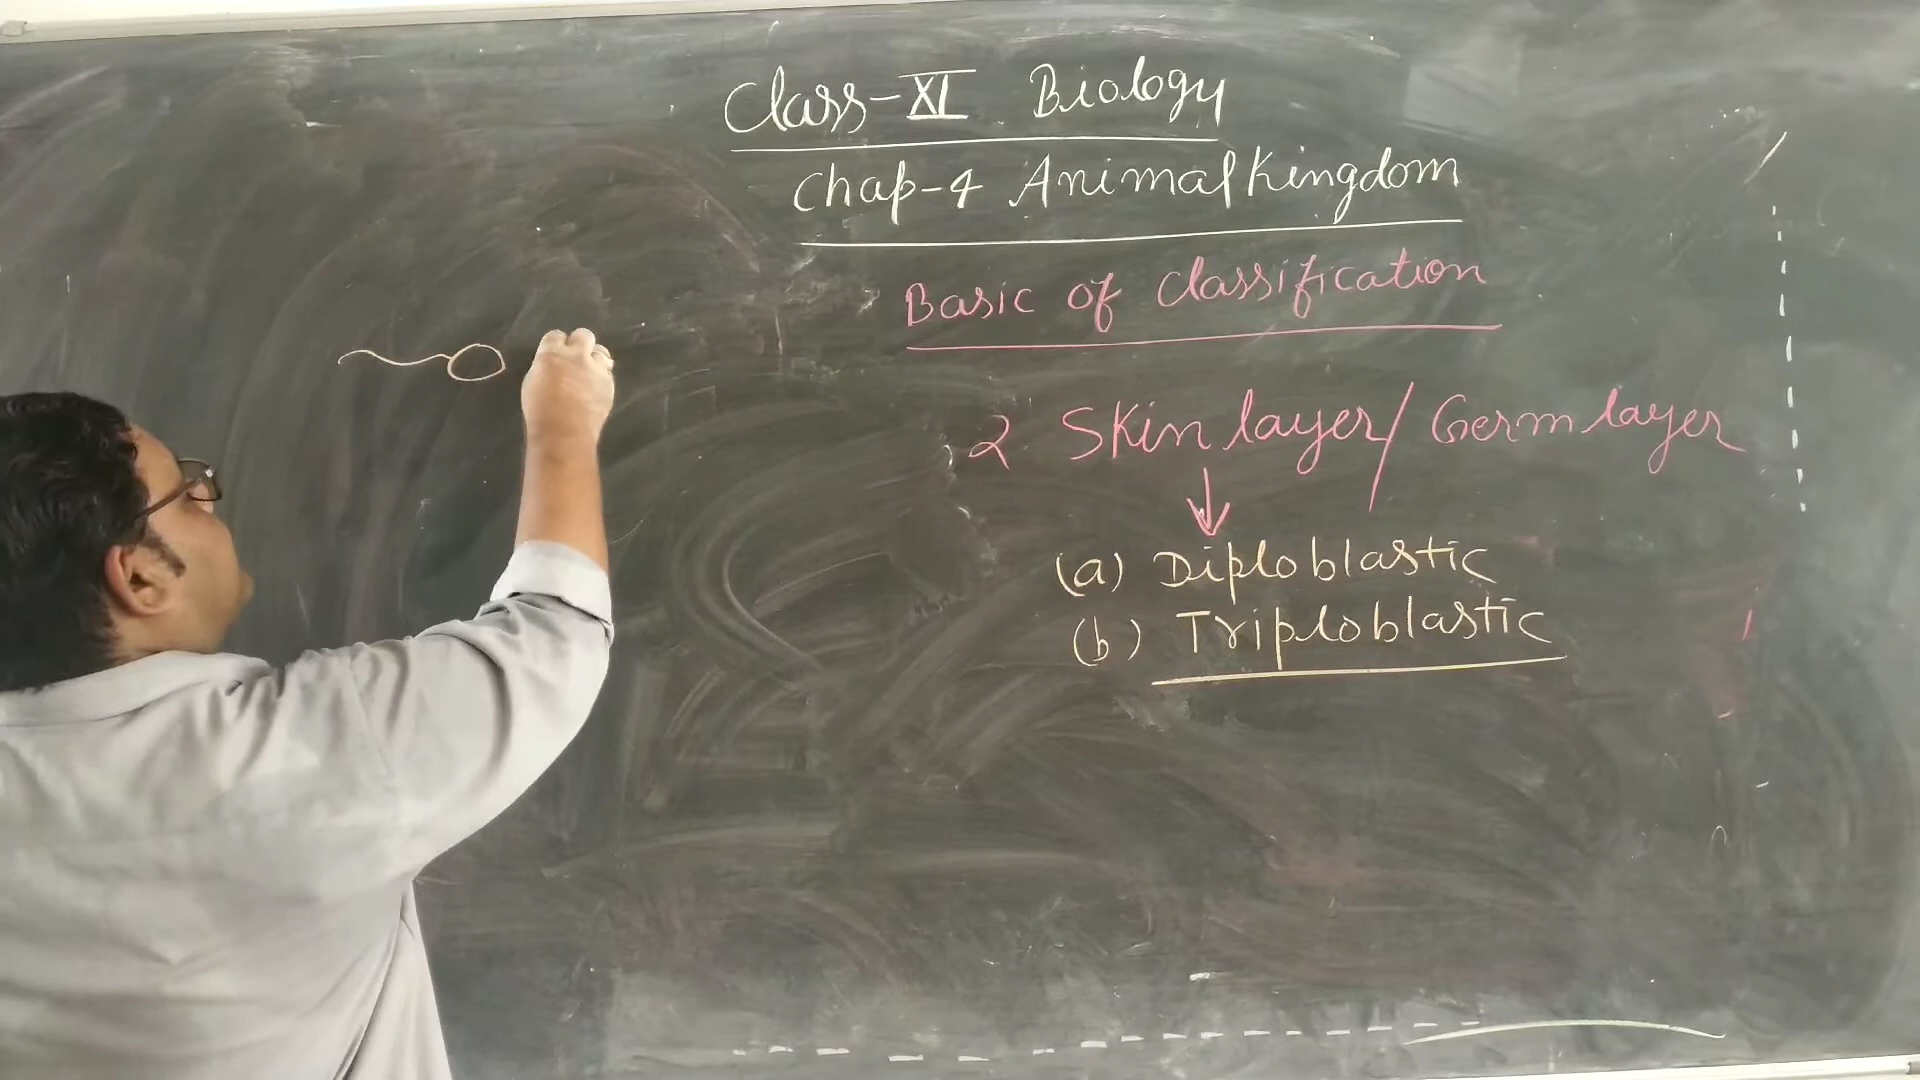 Class-XI Biology
Chap-4 Animal Kingdom
Basic of Classification
2 Skin layer/Germ layer
(a) Diploblastic
(b) Triploblastic